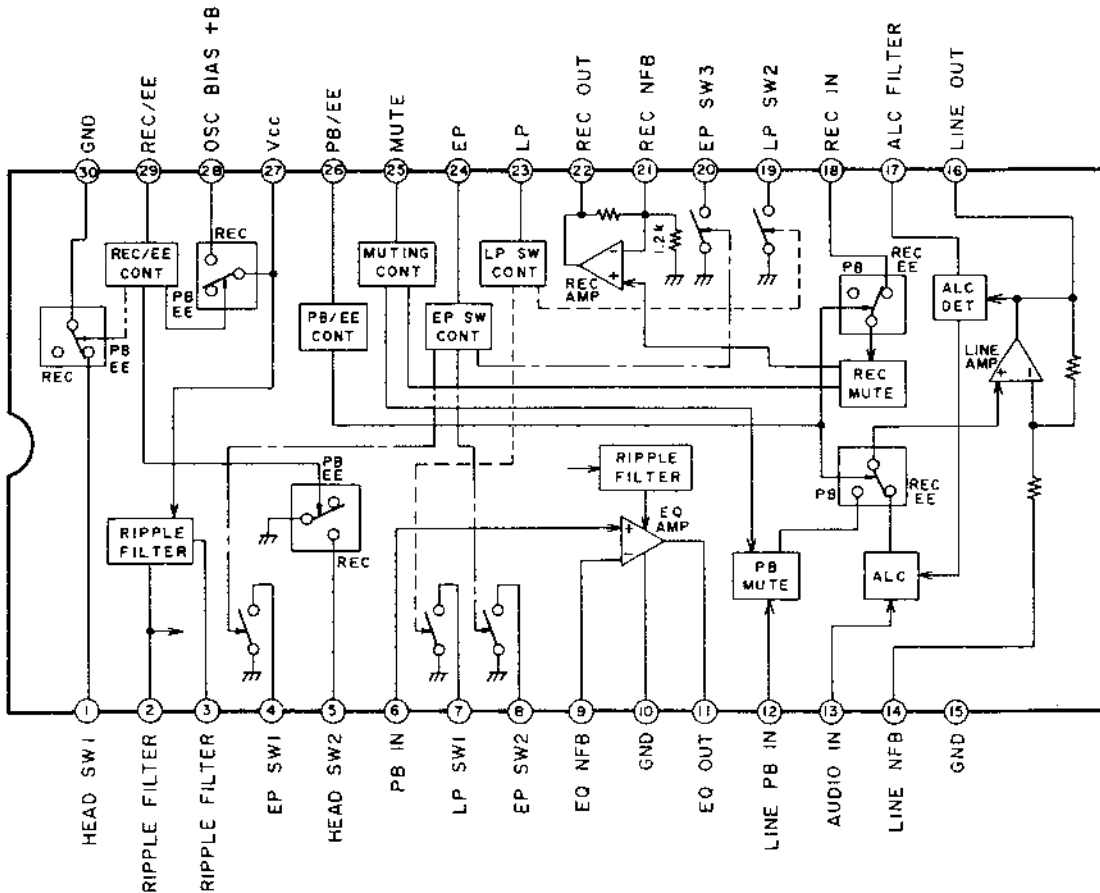 GND
REC/EE
OSC BIAS +B
Vcc
PB/EE
MUTE
EP
LP
REC OUT
REC NFB
EP SW3
LP SW2
REC IN
ALC FILTER
LINE OUT
30
29
28
27
26
25
24
23
22
21
20
19
18
17
16
REC/EE
CONT
REC
PB
EE
MUTING
CONT
LP SW
CONT
1.2k
REC
AMP
PB
REC
EE
ALC
DET
PB/EE
CONT
EP SW
CONT
REC
PB
EE
LINE
AMP
REC
MUTE
PB
EE
REC
RIPPLE
FILTER
EQ
AMP
PB
REC
EE
RIPPLE
FILTER
PB
MUTE
ALC
1
2
3
4
5
6
7
8
9
10
11
12
13
14
15
HEAD SW1
RIPPLE FILTER
RIPPLE FILTER
EP SW1
HEAD SW2
PB IN
LP SW1
EP SW2
EQ NFB
GND
EQ OUT
LINE PB IN
AUDIO IN
LINE NFB
GND